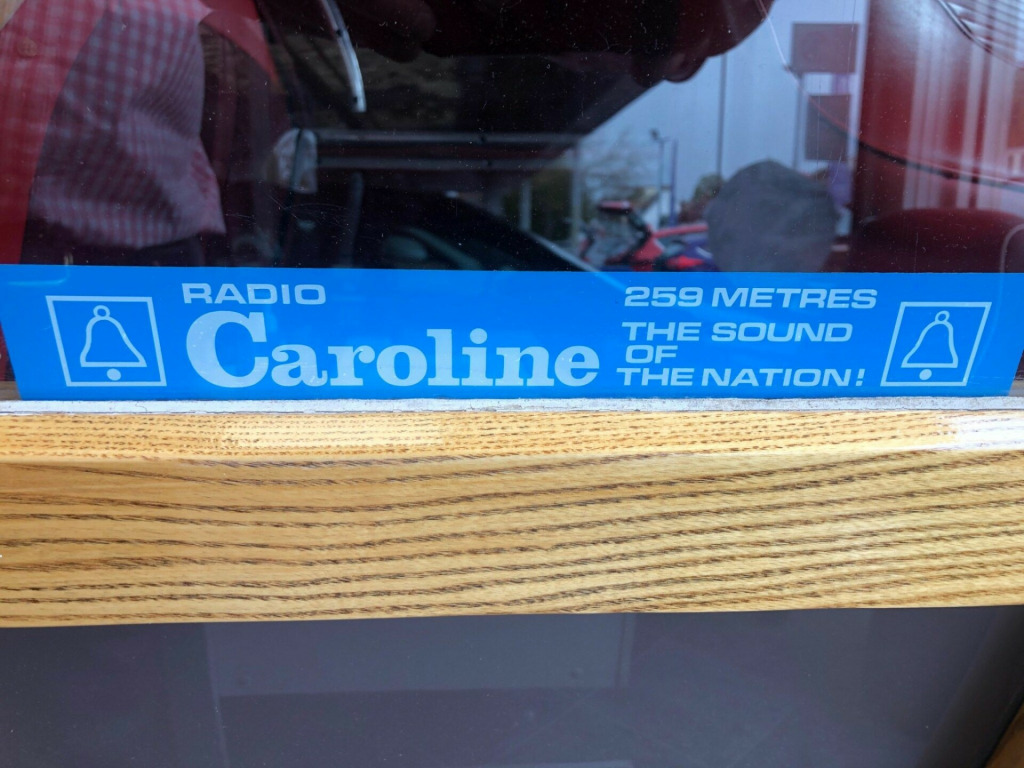 RADIO
Caroline
259 METRES
THE SOUND
OF
THE NATION!